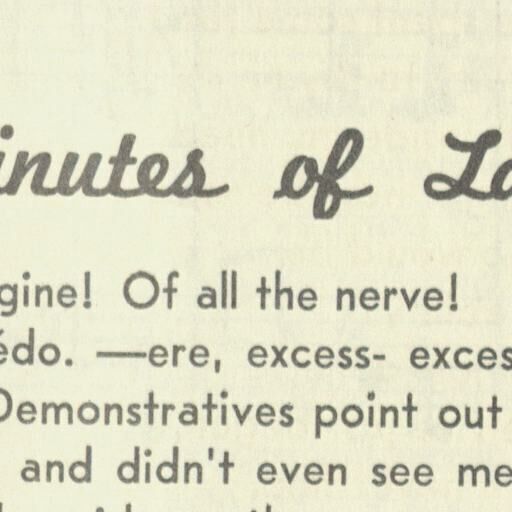 inutes of La
gine! Of all the nerve!
édo. —ere, excess- exces
Demonstratives point out
and didn't even see me